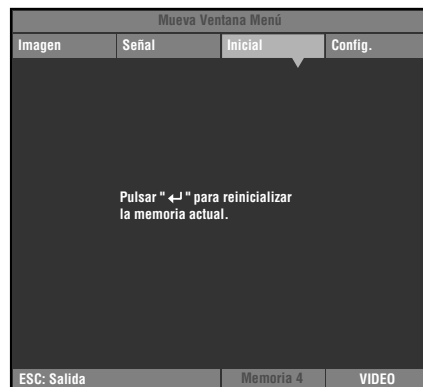 Mueva Ventana Menú
Imagen Señal Inicial Config.
Pulsar " ↵ " para reinicializar
la memoria actual.
ESC: Salida Memoria 4 VIDEO